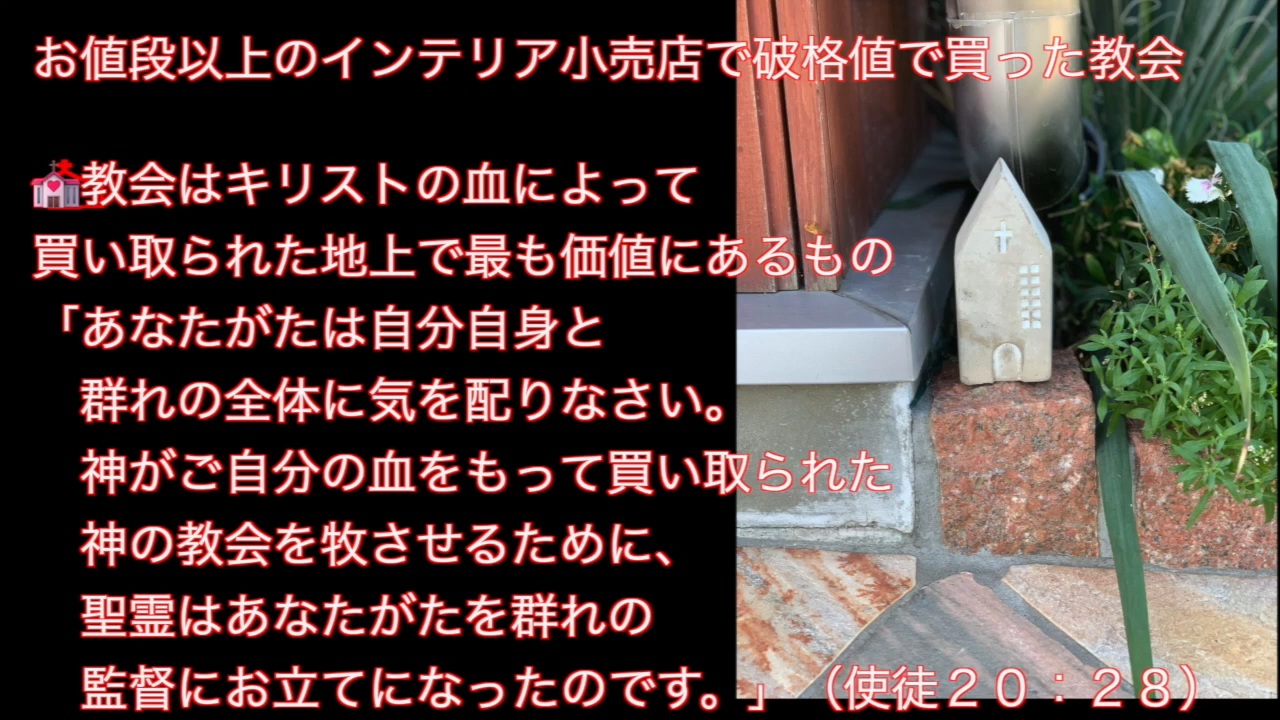 お値段以上のインテリア小売店で破格値で買った教会
💒教会はキリストの血によって
買い取られた地上で最も価値にあるもの
「あなたがたは自分自身と
群れの全体に気を配りなさい。
神がご自分の血をもって買い取られた
神の教会を牧させるために、
聖霊はあなたがたを群れの
監督にお立てになったのです。」（使徒２０：２８）